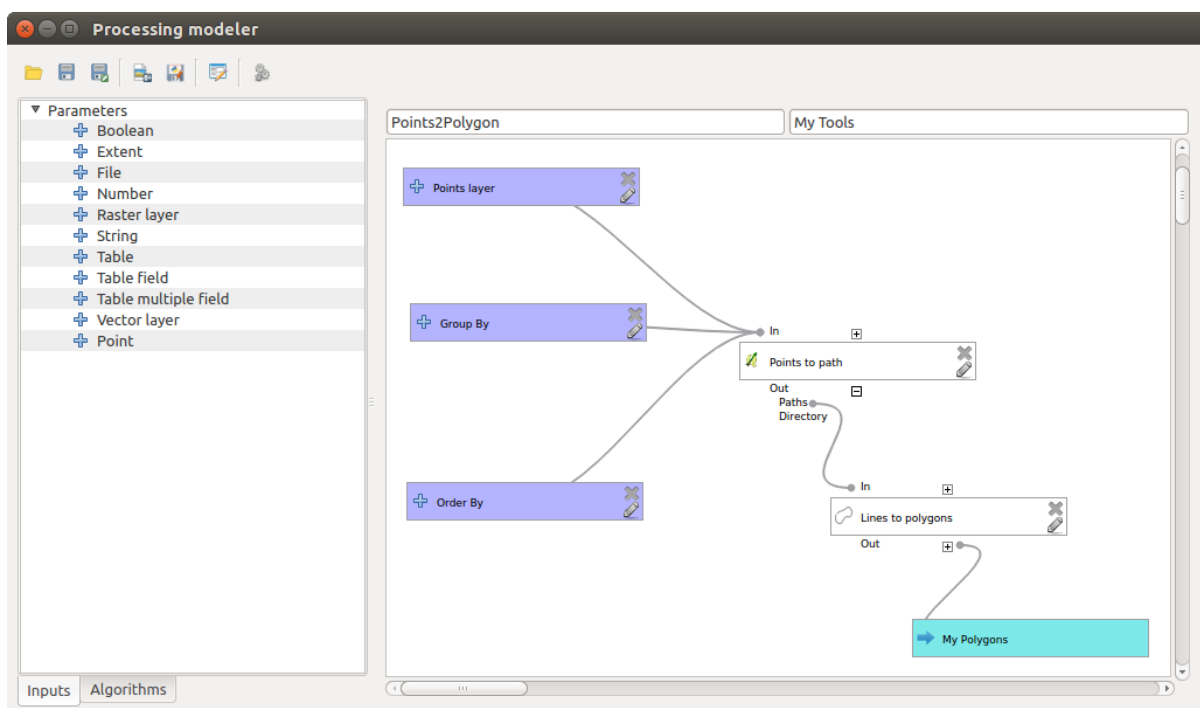 Processing modeler
Parameters
Boolean
Extent
File
Number
Raster layer
String
Table
Table field
Table multiple field
Vector layer
Point
Inputs
Algorithms
Points2Polygon
My Tools
Points layer
Group By
In
Points to path
Out
Paths
Directory
Order By
In
Lines to polygons
Out
My Polygons